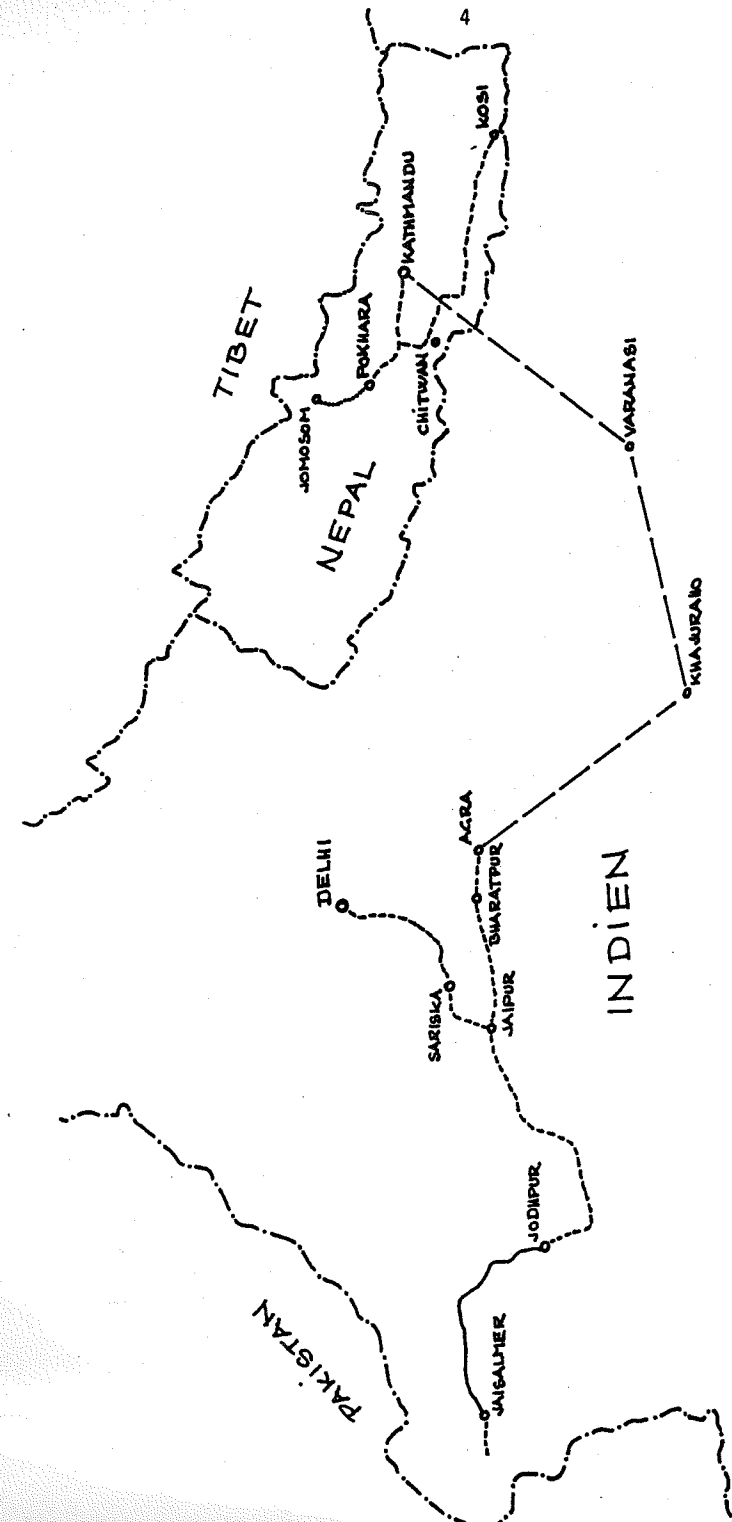 4
TIBET
NEPAL
JOMOSOM
POKHARA
KATHMANDU
CHITWAN
KOSI
VARANASI
KHAJURAHO
AGRA
BHARATPUR
DELHI
SARISKA
JAIPUR
INDIEN
JODHPUR
JAISALMER
PAKISTAN